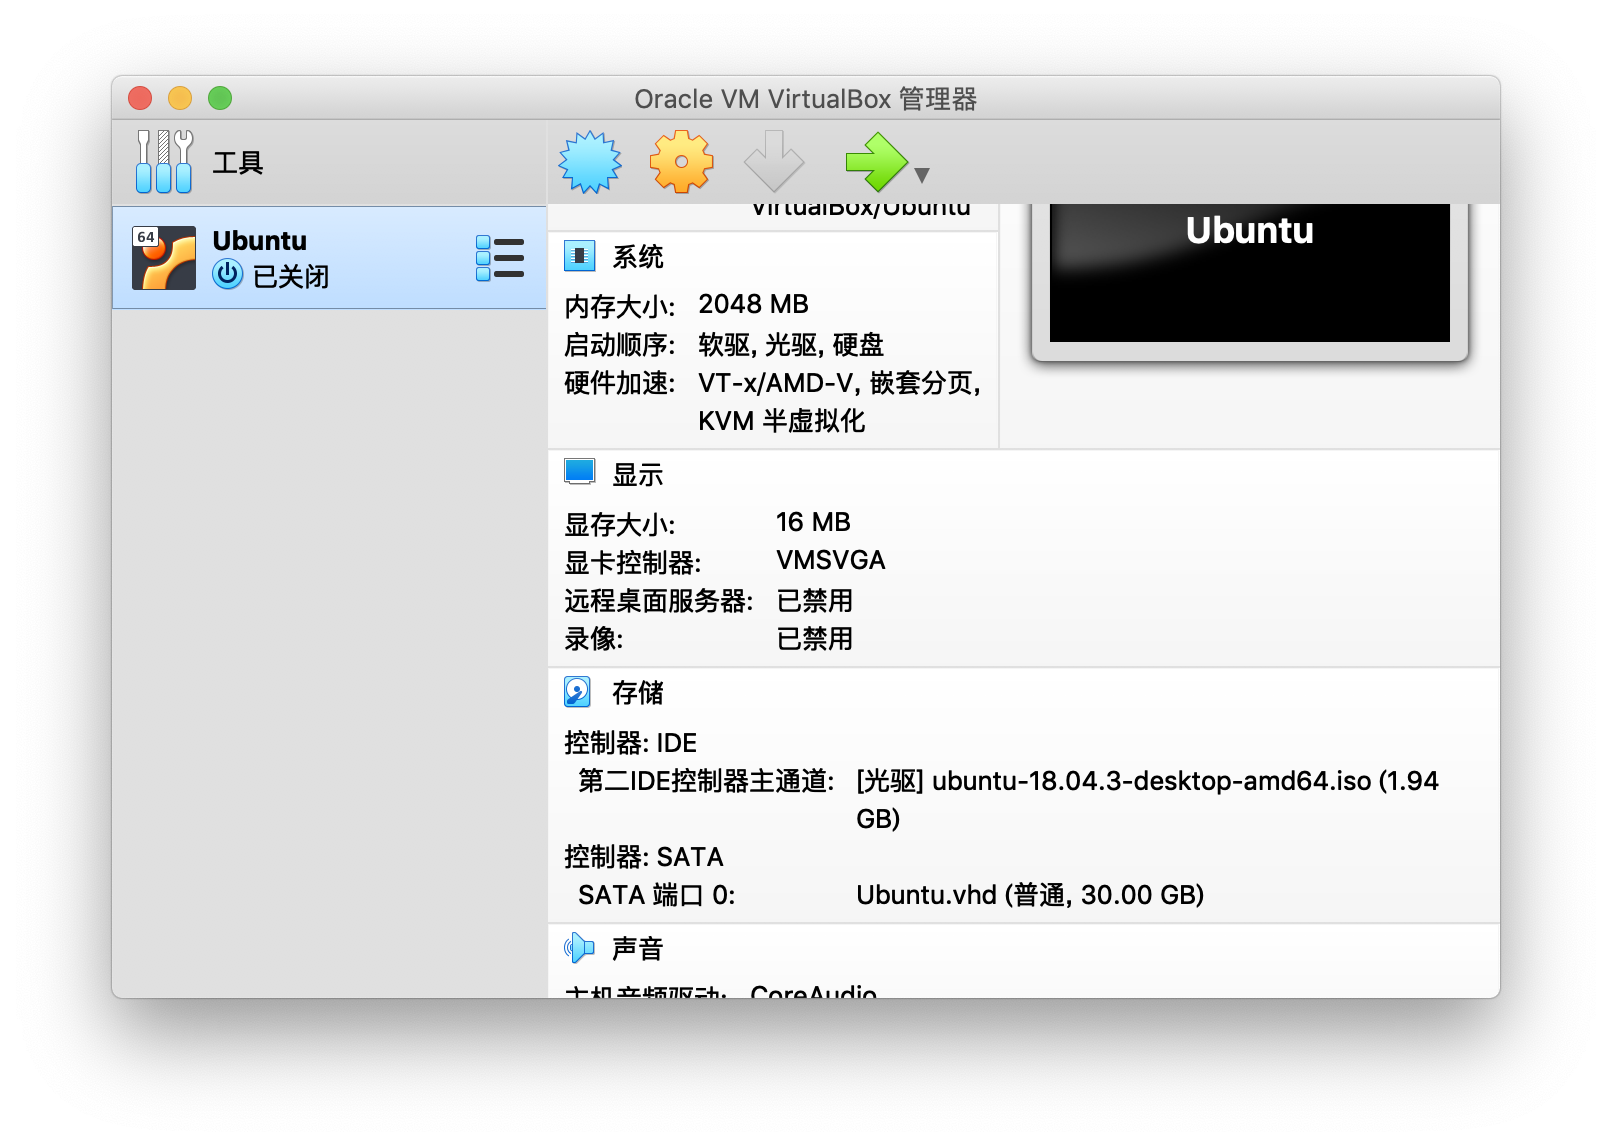 Oracle VM VirtualBox 管理器
工具
64
Ubuntu
已关闭
VirtualBox/Ubuntu
Ubuntu
系统
内存大小: 2048 MB
启动顺序: 软驱, 光驱, 硬盘
硬件加速: VT-x/AMD-V, 嵌套分页,
KVM 半虚拟化
显示
显存大小: 16 MB
显卡控制器: VMSVGA
远程桌面服务器: 已禁用
录像: 已禁用
存储
控制器: IDE
第二IDE控制器主通道: [光驱] ubuntu-18.04.3-desktop-amd64.iso (1.94
GB)
控制器: SATA
SATA 端口 0: Ubuntu.vhd (普通, 30.00 GB)
声音
主机音频驱动: CoreAudio